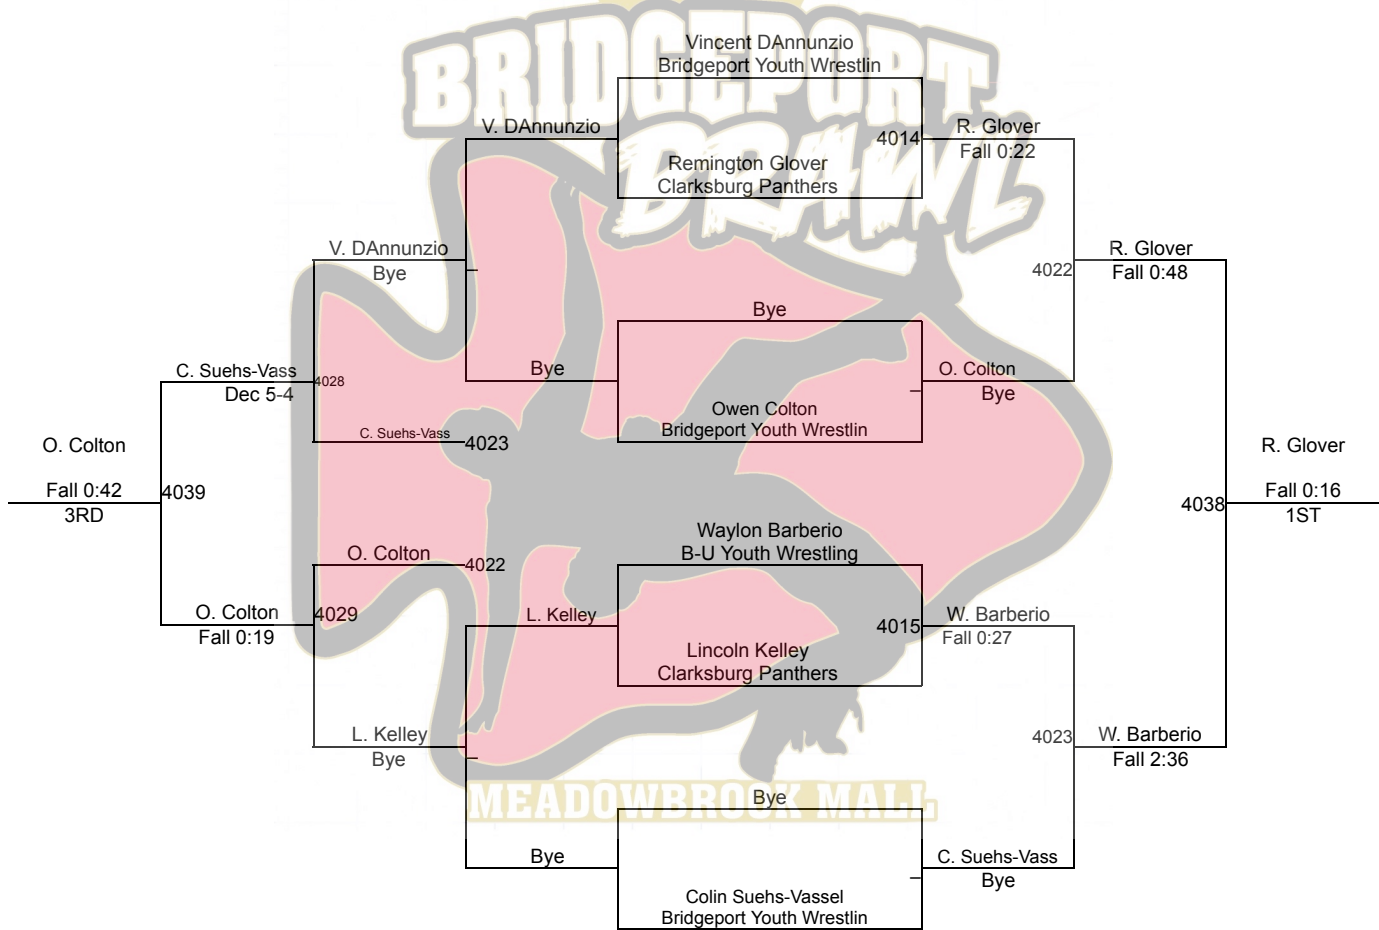 BRIDGEPORT
BRAWL
Vincent DAnnunzio
Bridgeport Youth Wrestlin
V. DAnnunzio
4014
R. Glover
Fall 0:22
Remington Glover
Clarksburg Panthers
V. DAnnunzio
Bye
R. Glover
Fall 0:48
4022
Bye
C. Suehs-Vass
Dec 5-4
4028
Bye
O. Colton
Bye
Owen Colton
Bridgeport Youth Wrestlin
C. Suehs-Vass
4023
O. Colton
Fall 0:42
3RD
4039
R. Glover
Fall 0:16
1ST
4038
Waylon Barberio
B-U Youth Wrestling
O. Colton
4022
O. Colton
Fall 0:19
4029
L. Kelley
4015
W. Barberio
Fall 0:27
Lincoln Kelley
Clarksburg Panthers
L. Kelley
Bye
4023
W. Barberio
Fall 2:36
MEADOWBROOK MALL
Bye
Bye
C. Suehs-Vass
Bye
Colin Suehs-Vassel
Bridgeport Youth Wrestlin